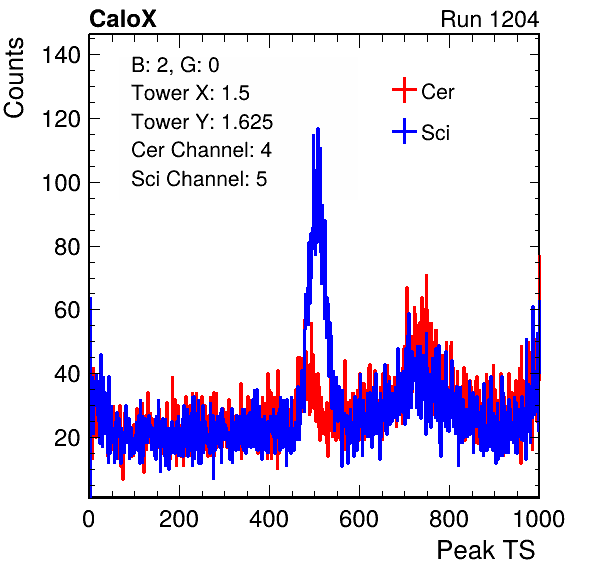 CaloX Run 1204
Counts
140
120
100
80
60
40
20
B: 2, G: 0
Tower X: 1.5
Tower Y: 1.625
Cer Channel: 4
Sci Channel: 5
Cer
Sci
0 200 400 600 800 1000
Peak TS